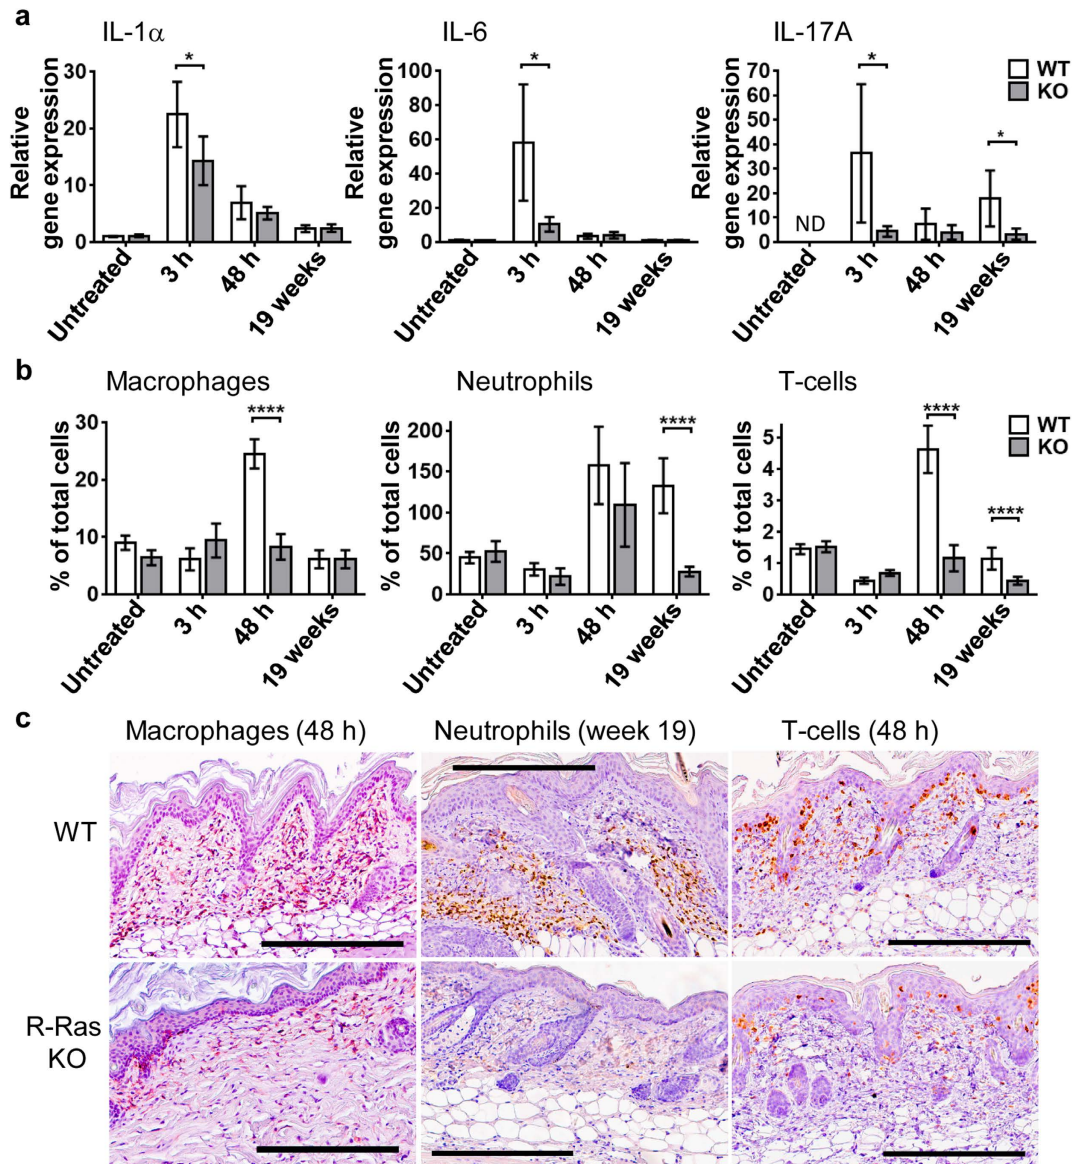 a
IL-1α
IL-6
IL-17A
Relative
gene expression
30
20
10
0
*
Untreated
3 h
48 h
19 weeks
Relative
gene expression
100
80
60
40
20
0
*
Untreated
3 h
48 h
19 weeks
Relative
gene expression
70
60
50
40
30
20
10
0
ND
*
*
Untreated
3 h
48 h
19 weeks
WT
KO
b
Macrophages
Neutrophils
T-cells
% of total cells
30
20
10
0
****
Untreated
3 h
48 h
19 weeks
% of total cells
200
150
100
50
0
****
Untreated
3 h
48 h
19 weeks
% of total cells
5
4
3
2
1
0
****
****
Untreated
3 h
48 h
19 weeks
WT
KO
c
Macrophages (48 h)
Neutrophils (week 19)
T-cells (48 h)
WT
R-Ras
KO